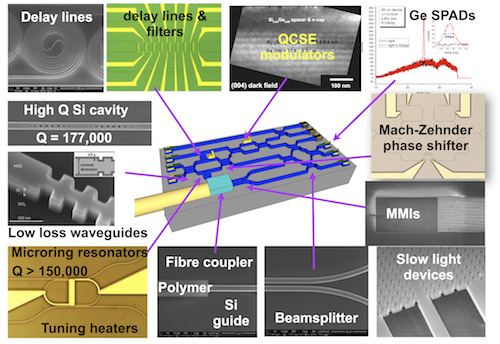 Delay lines
delay lines &
filters
QCSE
modulators
(004) dark field
100 nm
Ge SPADs
High Q Si cavity
Q = 177,000
Mach-Zehnder
phase shifter
Low loss waveguides
MMIs
Microring resonators
Q > 150,000
Tuning heaters
Fibre coupler
Polymer
Si
guide
Beamsplitter
Slow light
devices